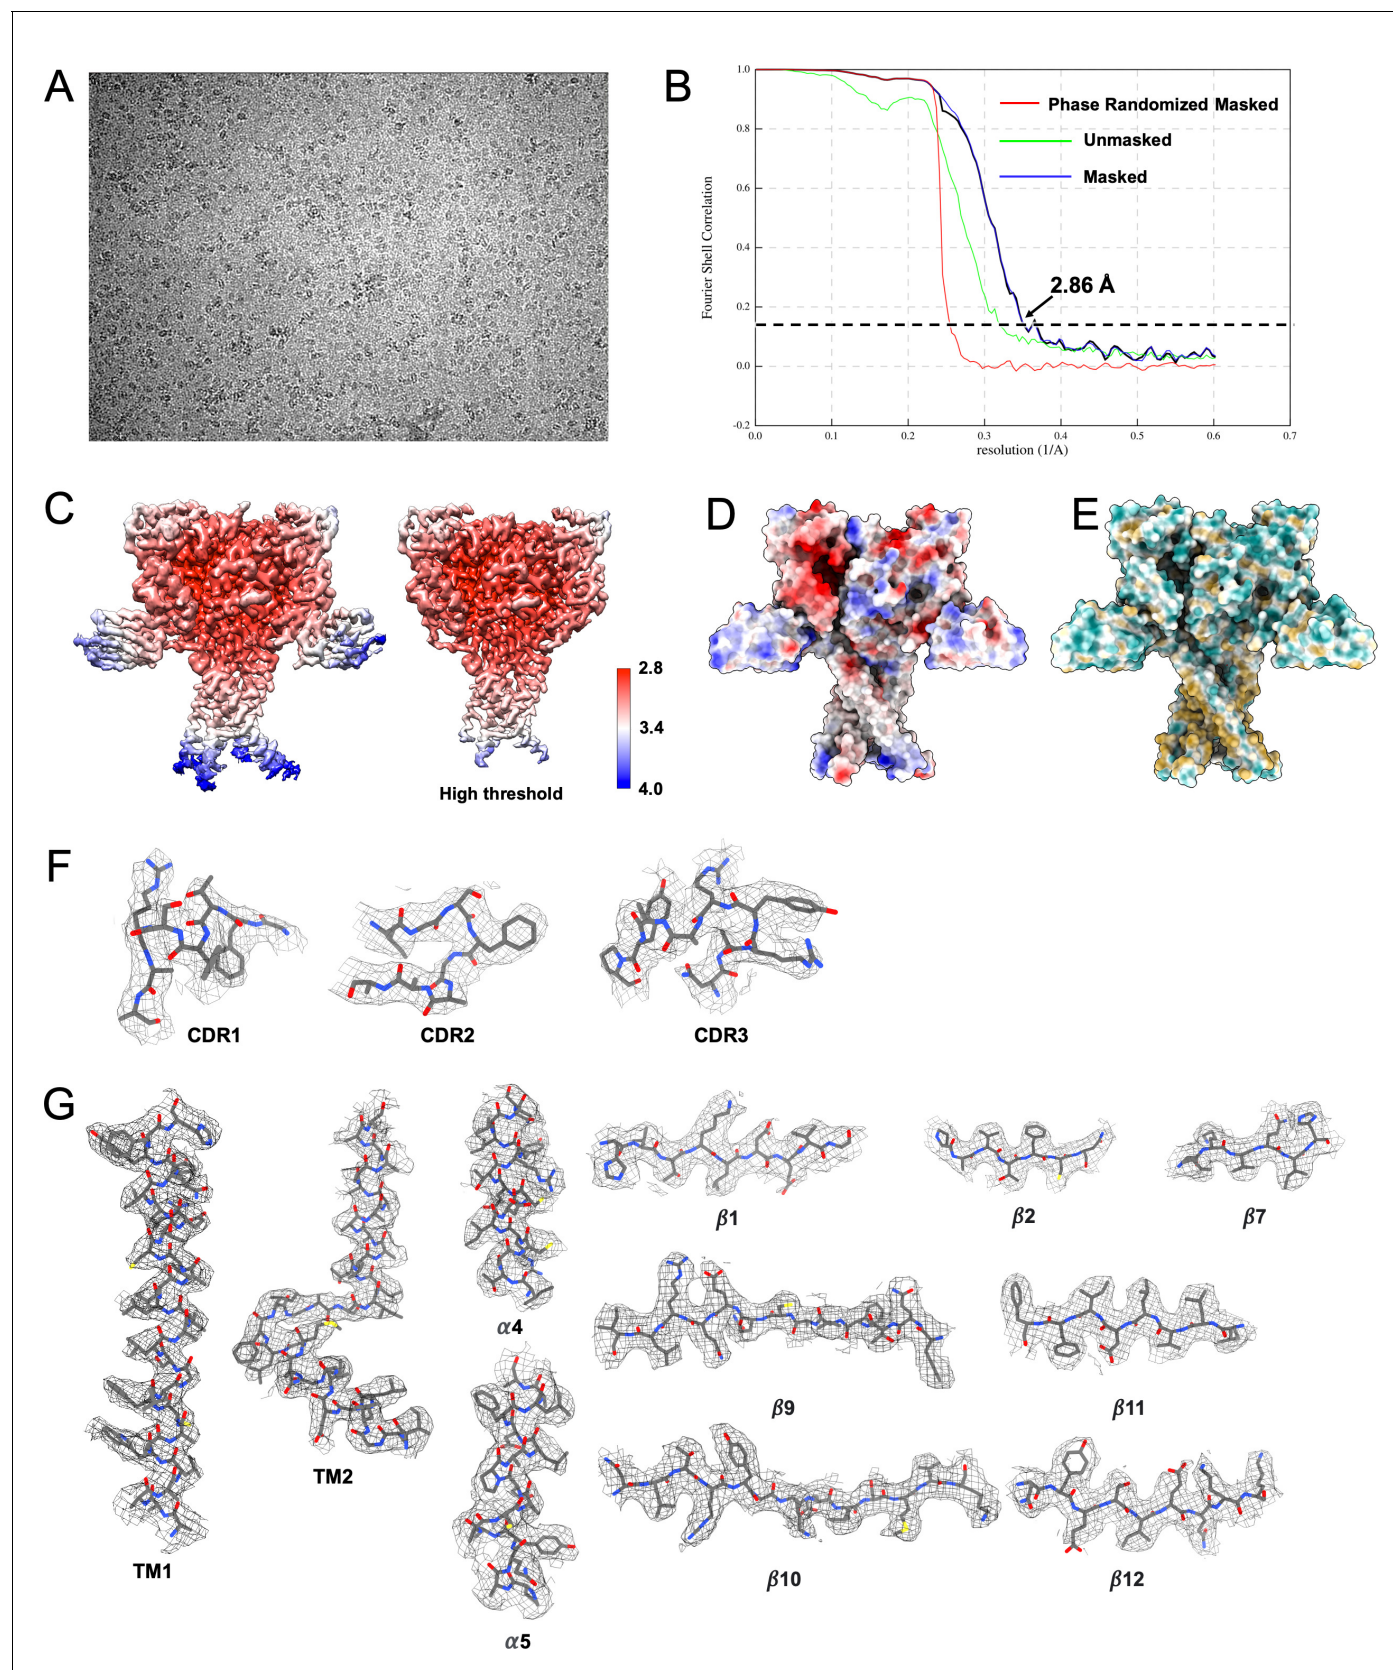 A
B
1.0
0.8
0.6
0.4
0.2
0.0
-0.2
Fourier Shell Correlation
Phase Randomized Masked
Unmasked
Masked
2.86 Å
0.0 0.1 0.2 0.3 0.4 0.5 0.6 0.7
resolution (1/A)
C
2.8
3.4
4.0
High threshold
D
E
F
CDR1
CDR2
CDR3
G
TM1
TM2
α4
α5
β1
β2
β7
β9
β11
β10
β12